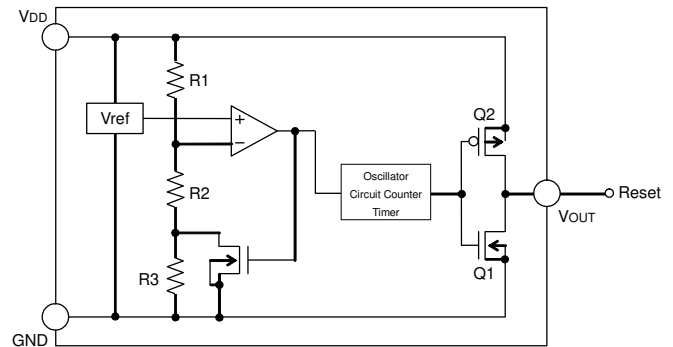 VDD
R1
Vref
+
−
Q2
Oscillator
Circuit Counter
Timer
R2
Reset
VOUT
R3
Q1
GND